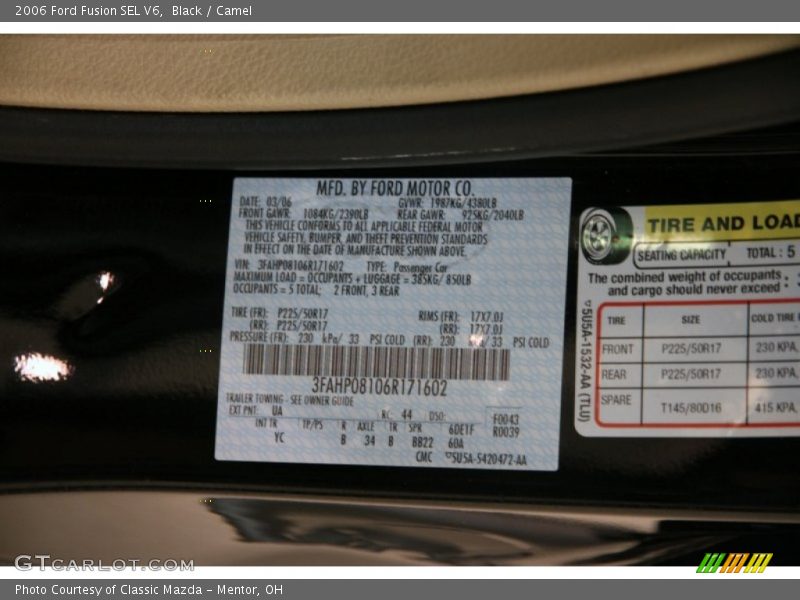 2006 Ford Fusion SEL V6, Black / Camel
MFD. BY FORD MOTOR CO.
DATE: 03/06 GVWR: 1987KG/4380LB
FRONT GAWR: 1084KG/2390LB REAR GAWR: 925KG/2040LB
THIS VEHICLE CONFORMS TO ALL APPLICABLE FEDERAL MOTOR
VEHICLE SAFETY, BUMPER, AND THEFT PREVENTION STANDARDS
IN EFFECT ON THE DATE OF MANUFACTURE SHOWN ABOVE.
VIN: 3FAHP08106R171602 TYPE: Passenger Car
MAXIMUM LOAD = OCCUPANTS + LUGGAGE = 385KG/ 850LB
OCCUPANTS = 5 TOTAL; 2 FRONT, 3 REAR
TIRE (FR): P225/50R17 RIMS (FR): 17X7.0J
(RR): P225/50R17 (RR): 17X7.0J
PRESSURE (FR): 230 kPa/ 33 PSI COLD (RR): 230 /33 PSI COLD
3FAHP08106R171602
TRAILER TOWING - SEE OWNER GUIDE
EXT PNT: UA RC: 44 DSO: F0043
INT TR TP/PS R AXLE TR SPR 6DETF R0039
YC B 34 B BB22 60A
CMC 5U5A-5420472-AA
TIRE AND LOAD
SEATING CAPACITY TOTAL: 5
The combined weight of occupants
and cargo should never exceed :
5U5A-1532-AA (TLU)
TIRE SIZE COLD TIRE
FRONT P225/50R17 230 KPA,
REAR P225/50R17 230 KPA,
SPARE T145/80D16 415 KPA,
GTCARLOT.COM
Photo Courtesy of Classic Mazda - Mentor, OH